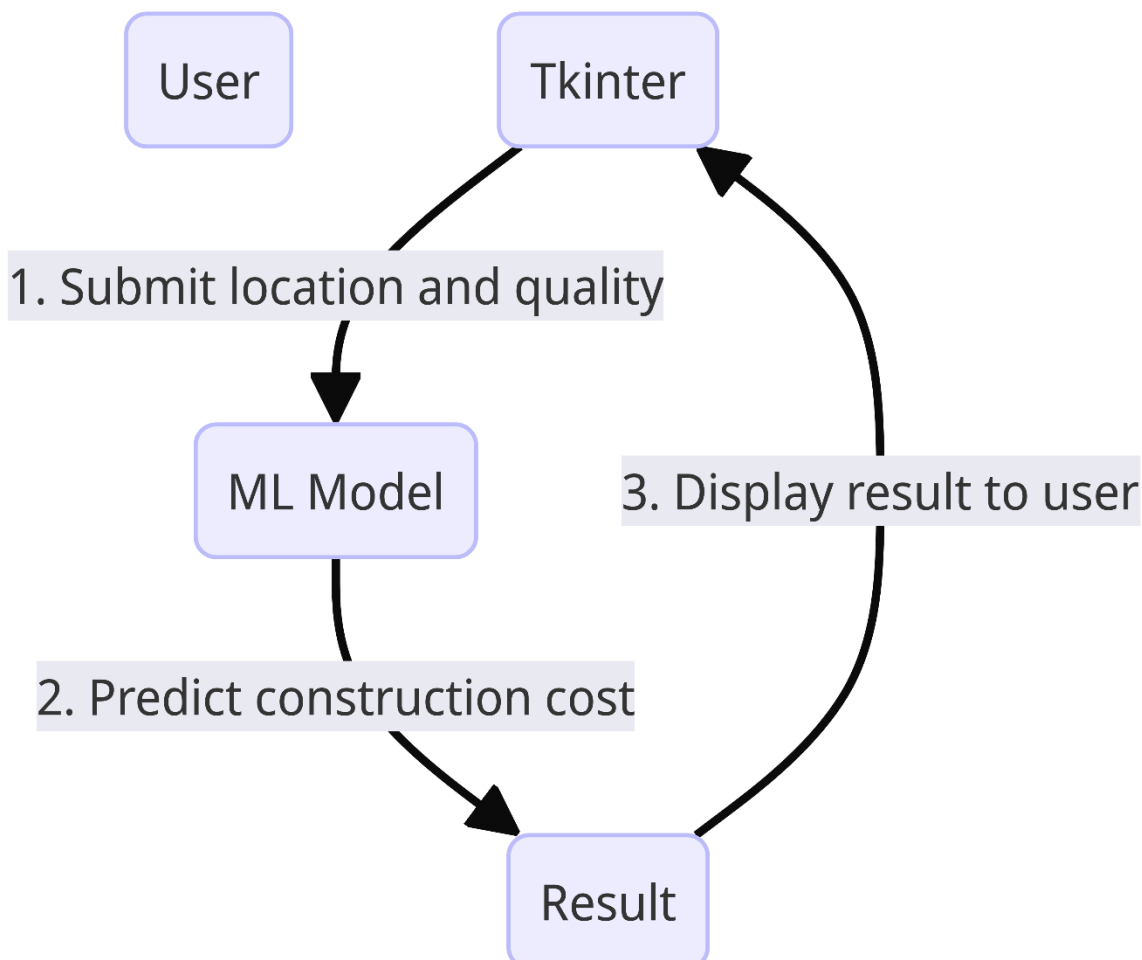 User
Tkinter
1. Submit location and quality
ML Model
3. Display result to user
2. Predict construction cost
Result